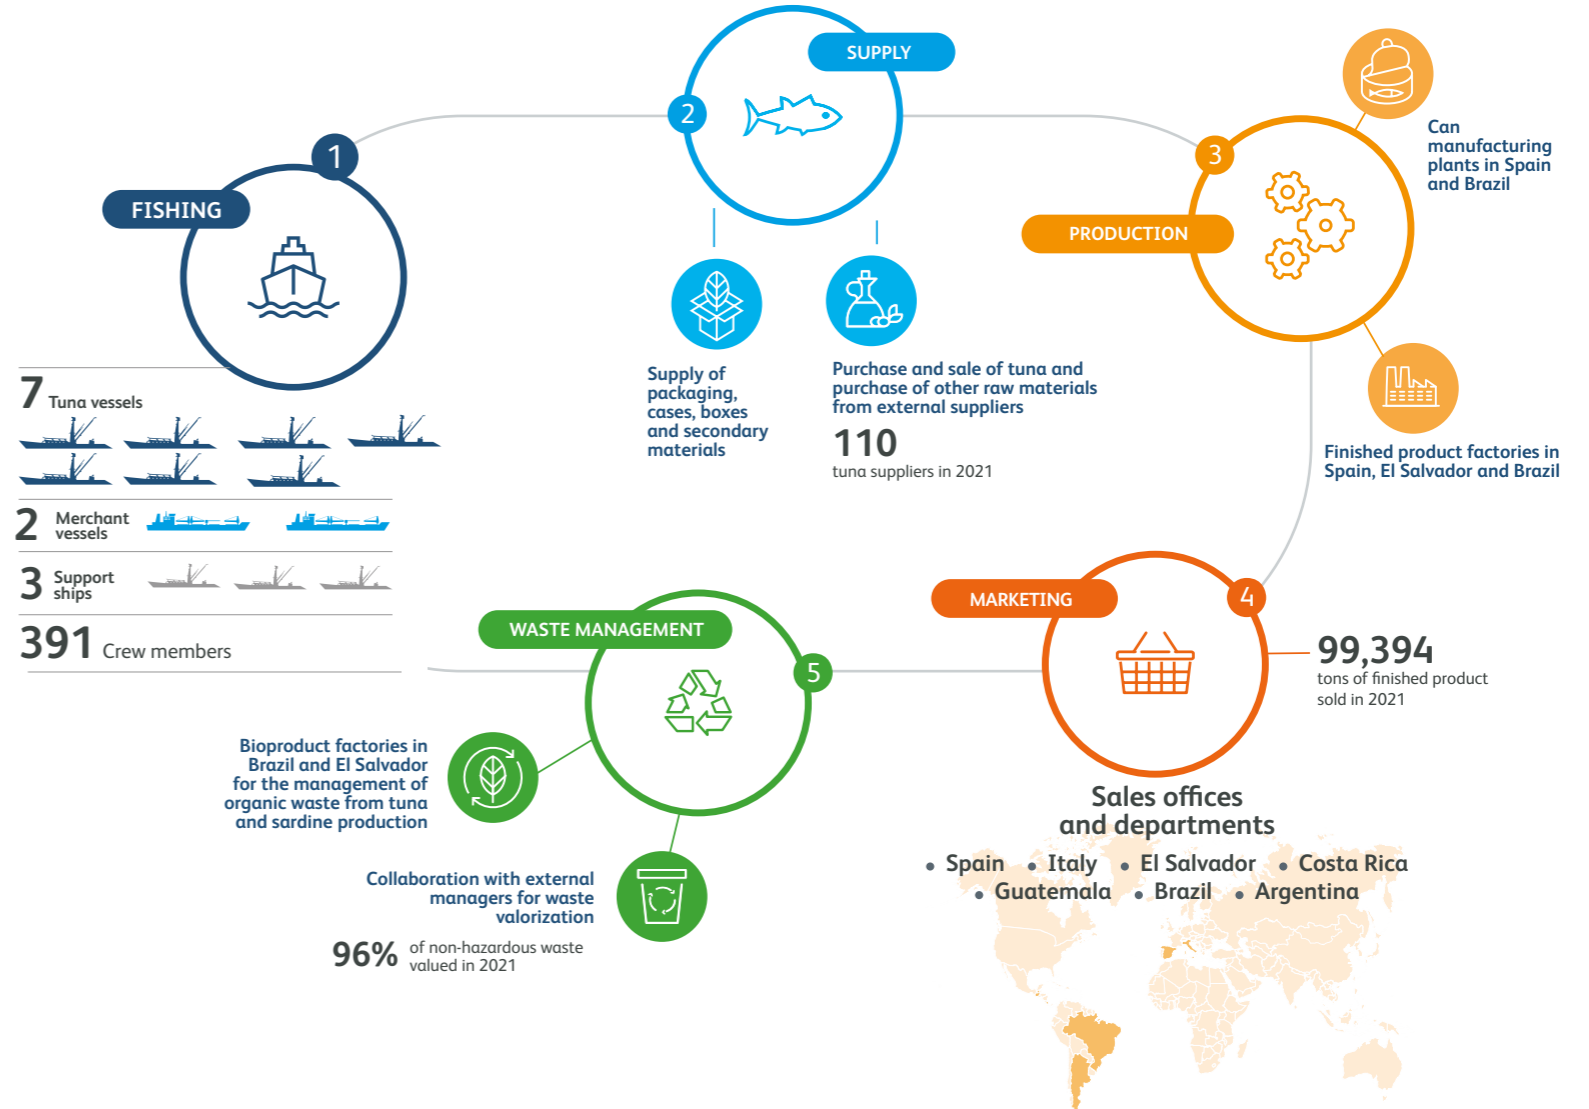 1
FISHING
7 Tuna vessels
2 Merchant
vessels
3 Support
ships
391 Crew members
2
SUPPLY
Supply of
packaging,
cases, boxes
and secondary
materials
Purchase and sale of tuna and
purchase of other raw materials
from external suppliers
110
tuna suppliers in 2021
3
PRODUCTION
Can
manufacturing
plants in Spain
and Brazil
Finished product factories in
Spain, El Salvador and Brazil
4
MARKETING
99,394
tons of finished product
sold in 2021
Sales offices
and departments
• Spain • Italy • El Salvador • Costa Rica
• Guatemala • Brazil • Argentina
5
WASTE MANAGEMENT
Bioproduct factories in
Brazil and El Salvador
for the management of
organic waste from tuna
and sardine production
Collaboration with external
managers for waste
valorization
96% of non-hazardous waste
valued in 2021